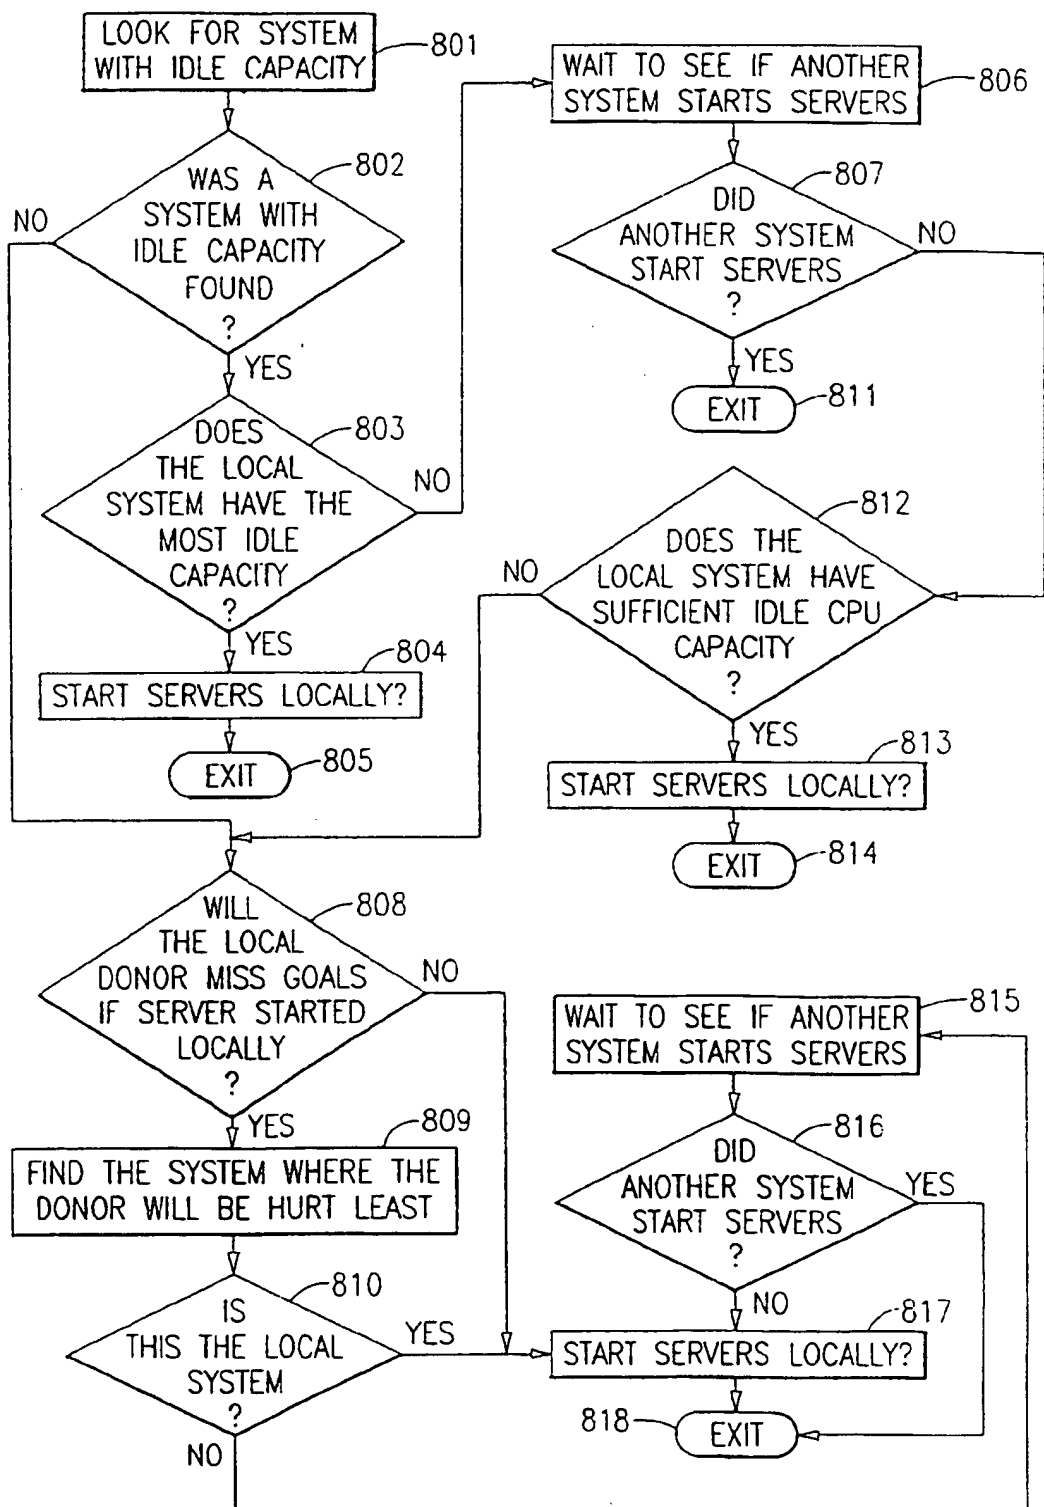 LOOK FOR SYSTEM
WITH IDLE CAPACITY
801
WAS A
SYSTEM WITH
IDLE CAPACITY
FOUND
?
802
NO
YES
DOES
THE LOCAL
SYSTEM HAVE THE
MOST IDLE
CAPACITY
?
803
NO
YES
START SERVERS LOCALLY?
804
EXIT
805
WAIT TO SEE IF ANOTHER
SYSTEM STARTS SERVERS
806
DID
ANOTHER SYSTEM
START SERVERS
?
807
NO
YES
EXIT
811
DOES THE
LOCAL SYSTEM HAVE
SUFFICIENT IDLE CPU
CAPACITY
?
812
NO
YES
START SERVERS LOCALLY?
813
EXIT
814
WILL
THE LOCAL
DONOR MISS GOALS
IF SERVER STARTED
LOCALLY
?
808
NO
YES
FIND THE SYSTEM WHERE THE
DONOR WILL BE HURT LEAST
809
IS
THIS THE LOCAL
SYSTEM
?
810
YES
NO
WAIT TO SEE IF ANOTHER
SYSTEM STARTS SERVERS
815
DID
ANOTHER SYSTEM
START SERVERS
?
816
YES
NO
START SERVERS LOCALLY?
817
EXIT
818